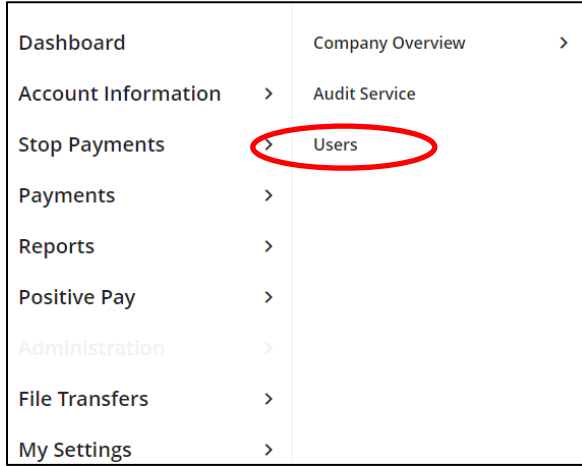 Dashboard
Account Information
Stop Payments
Payments
Reports
Positive Pay
Administration
File Transfers
My Settings
Company Overview
Audit Service
Users